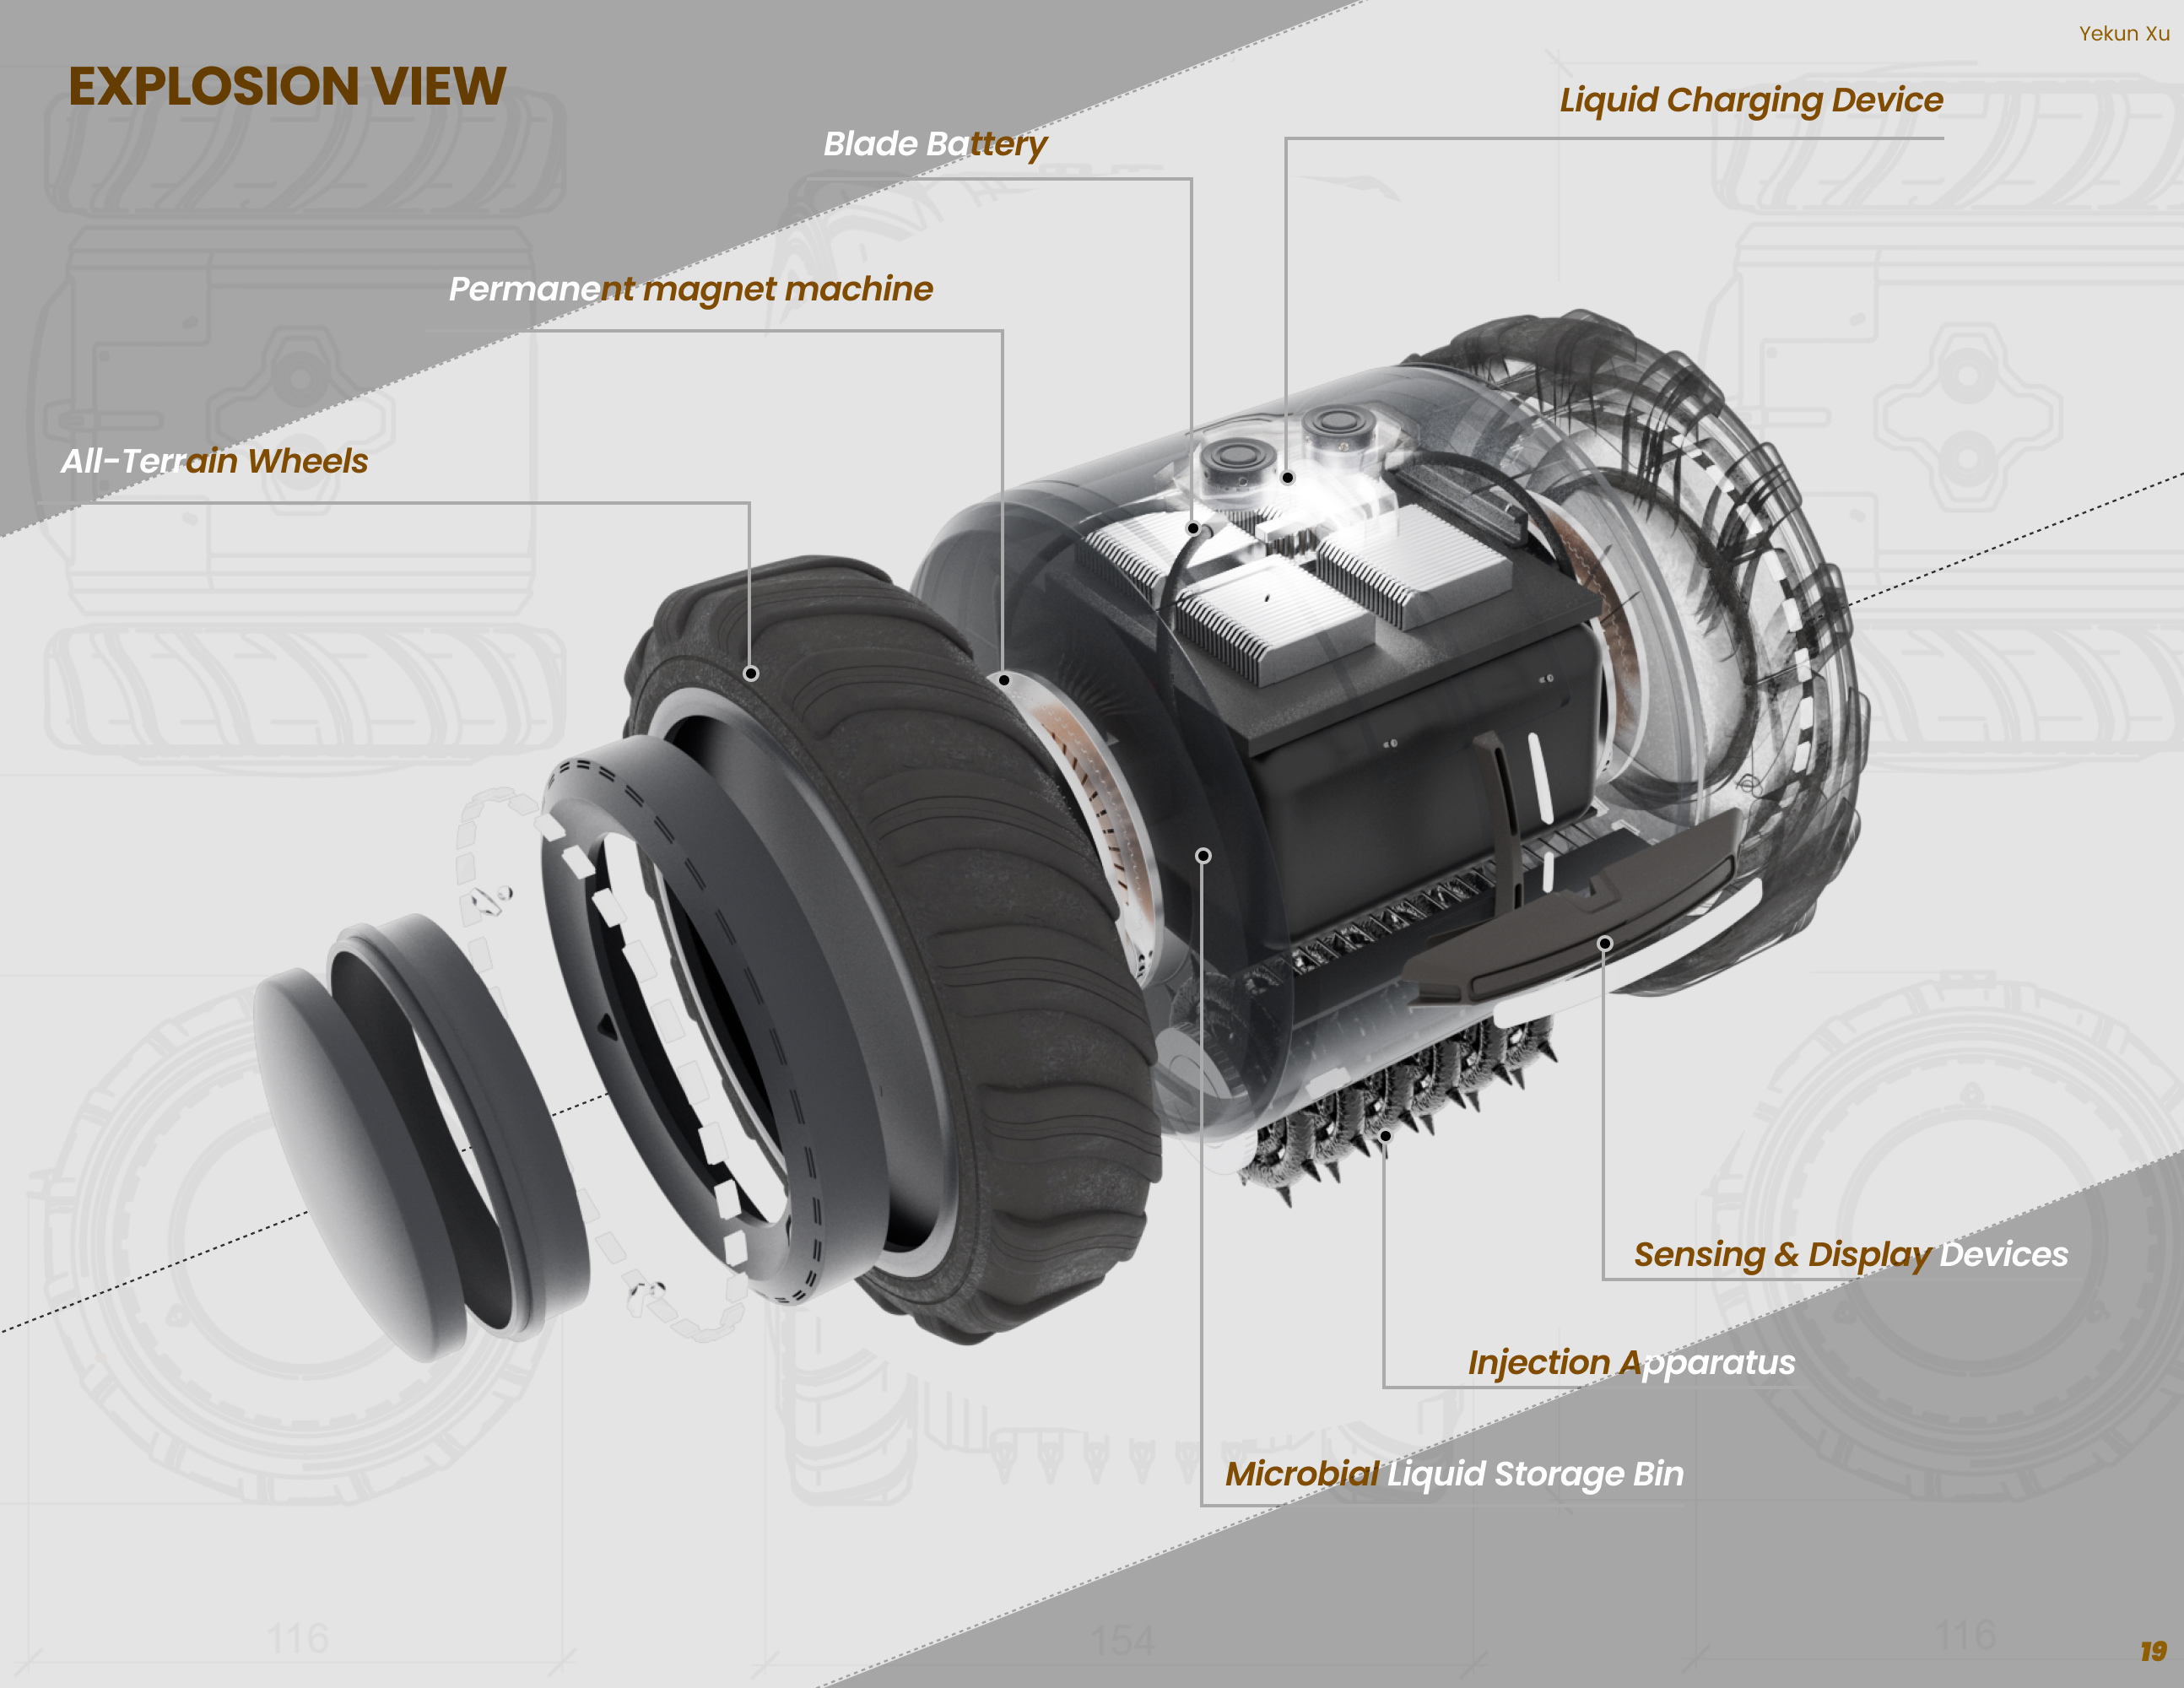 Yekun Xu
EXPLOSION VIEW
Liquid Charging Device
Blade Battery
Permanent magnet machine
All-Terrain Wheels
Sensing & Display Devices
Injection Apparatus
Microbial Liquid Storage Bin
116
154
116
19